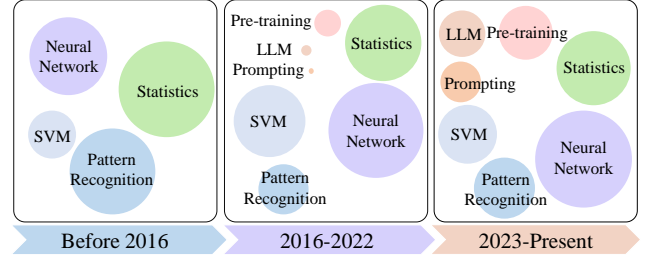 Neural
Network
Statistics
SVM
Pattern
Recognition
Before 2016
Pre-training
LLM
Prompting
Statistics
SVM
Neural
Network
Pattern
Recognition
2016-2022
LLM
Pre-training
Statistics
Prompting
SVM
Neural
Network
Pattern
Recognition
2023-Present